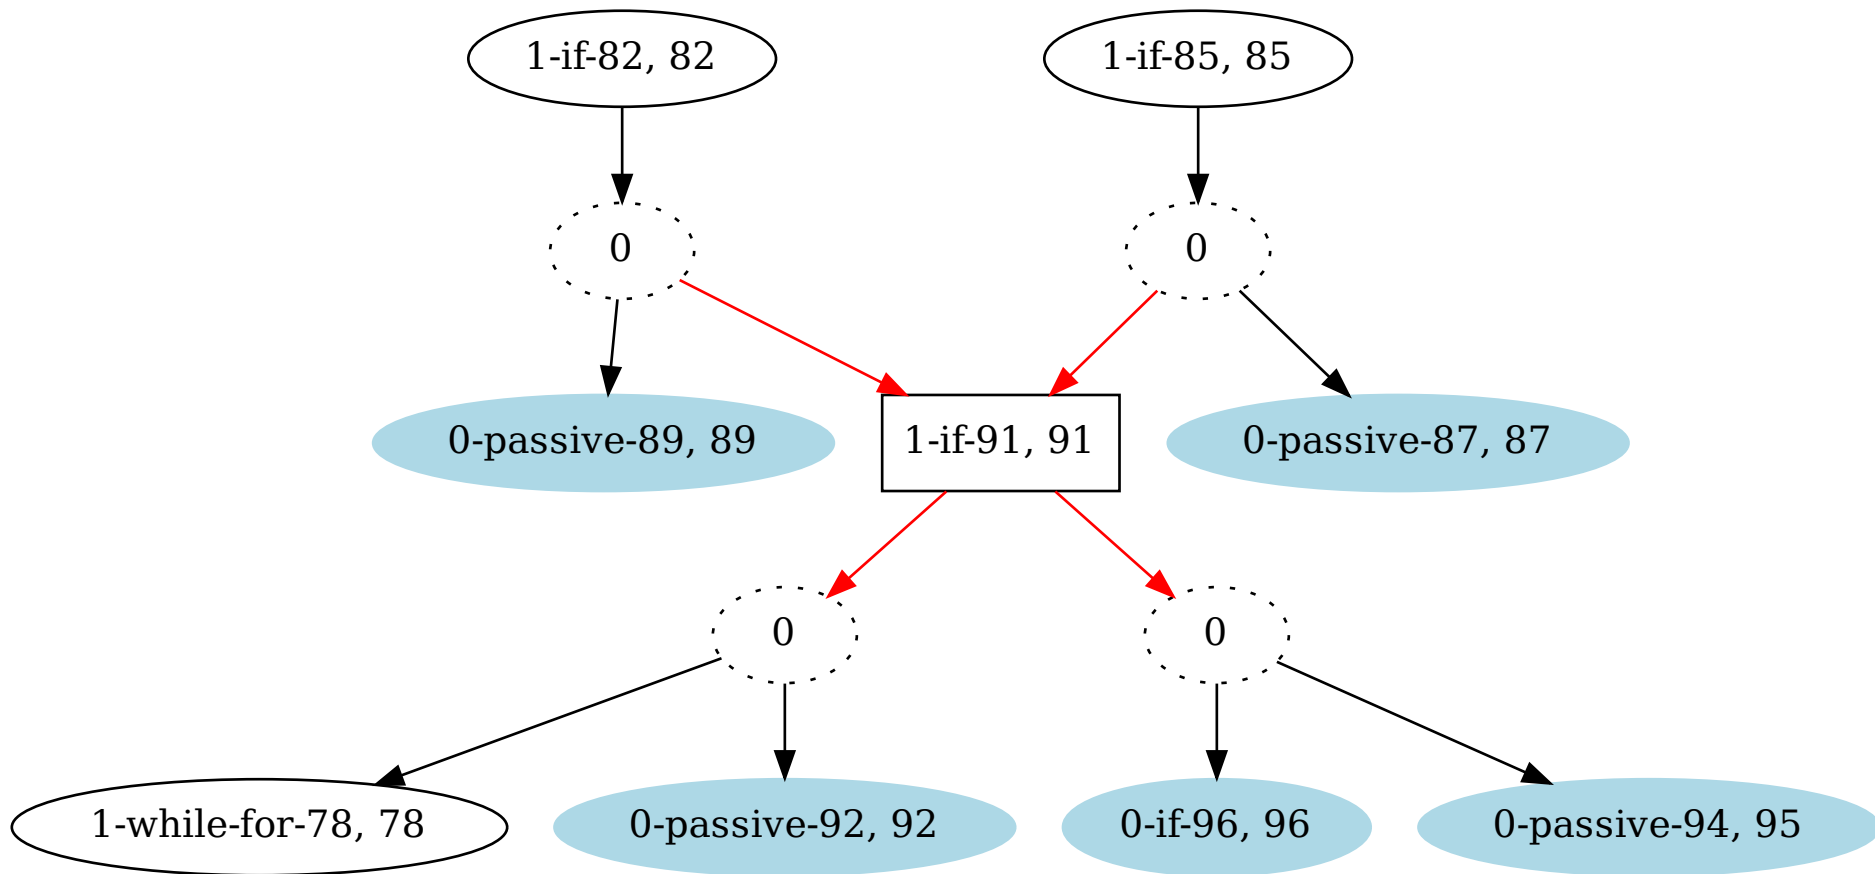 1-if-82, 82
1-if-85, 85
0
0
0-passive-89, 89
1-if-91, 91
0-passive-87, 87
0
0
1-while-for-78, 78
0-passive-92, 92
0-if-96, 96
0-passive-94, 95